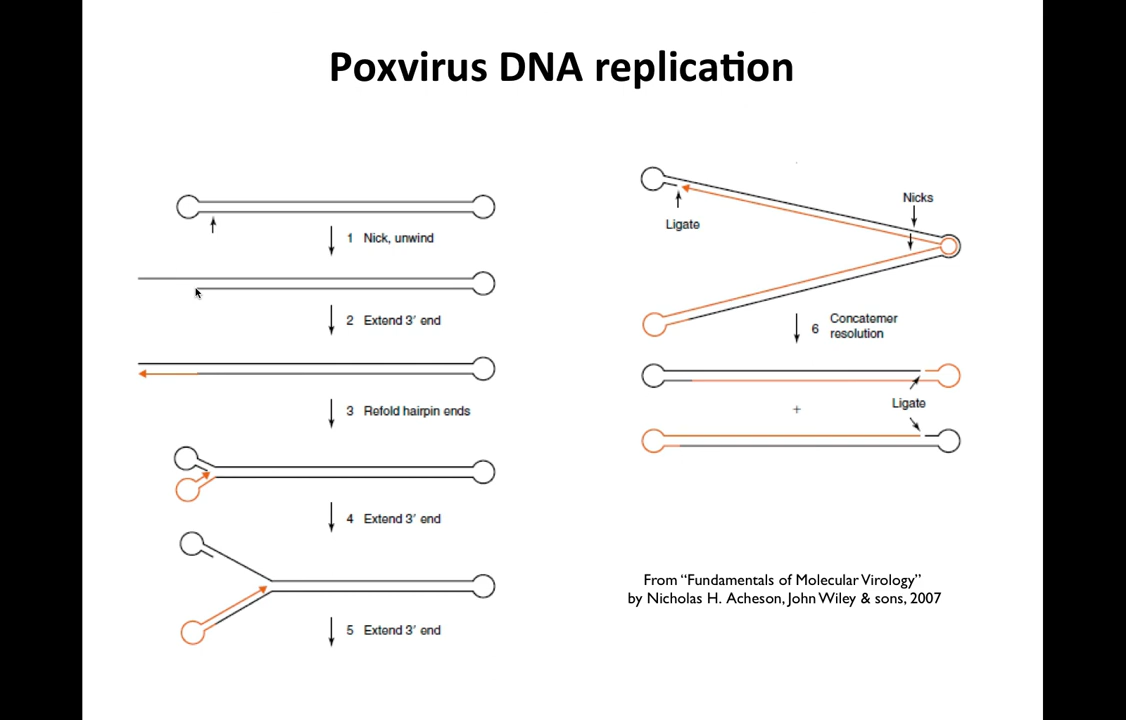 Poxvirus DNA replication
1 Nick, unwind
2 Extend 3′ end
3 Refold hairpin ends
4 Extend 3′ end
5 Extend 3′ end
Nicks
Ligate
6 Concatemer
resolution
Ligate
+
From “Fundamentals of Molecular Virology”
by Nicholas H. Acheson, John Wiley & sons, 2007